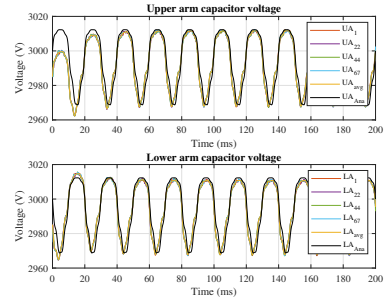 Upper arm capacitor voltage
3020
3000
2980
2960
Voltage (V)
UA1
UA22
UA44
UA67
UAavg
UAAna
0 20 40 60 80 100 120 140 160 180 200
Time (ms)
Lower arm capacitor voltage
3020
3000
2980
2960
Voltage (V)
LA1
LA22
LA44
LA67
LAavg
LAAna
0 20 40 60 80 100 120 140 160 180 200
Time (ms)